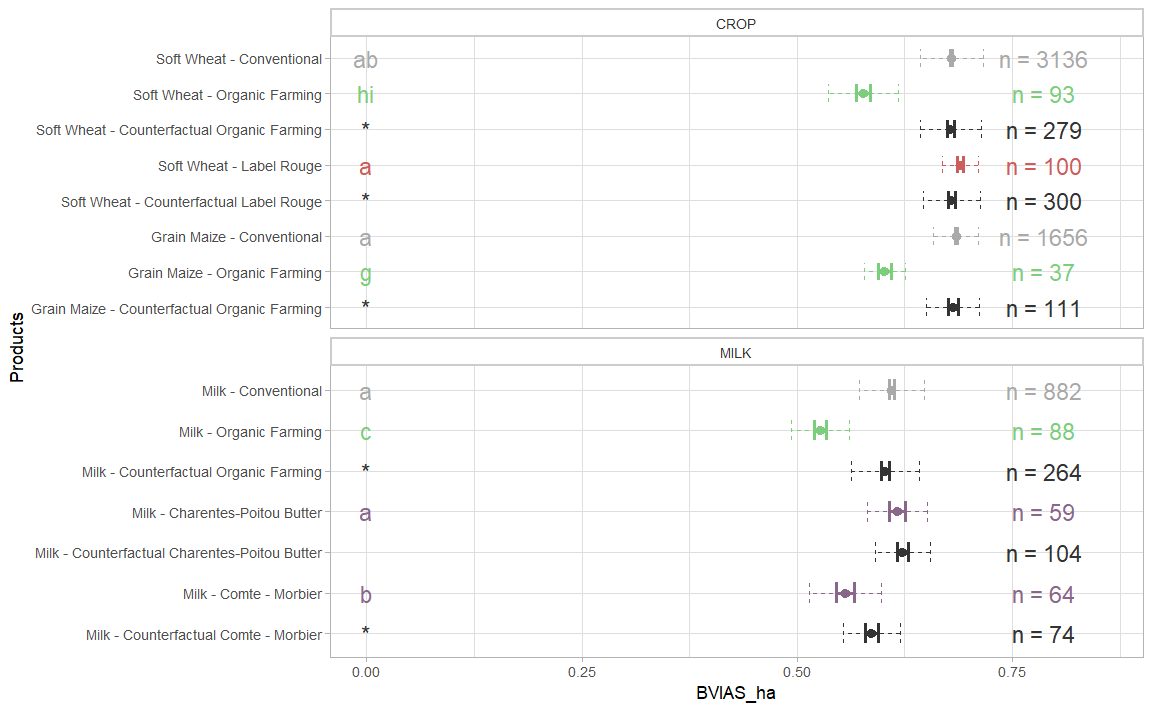 CROP
Soft Wheat - Conventional ab n = 3136
Soft Wheat - Organic Farming hi n = 93
Soft Wheat - Counterfactual Organic Farming * n = 279
Soft Wheat - Label Rouge a n = 100
Soft Wheat - Counterfactual Label Rouge * n = 300
Grain Maize - Conventional a n = 1656
Grain Maize - Organic Farming g n = 37
Grain Maize - Counterfactual Organic Farming * n = 111
Products
MILK
Milk - Conventional a n = 882
Milk - Organic Farming c n = 88
Milk - Counterfactual Organic Farming * n = 264
Milk - Charentes-Poitou Butter a n = 59
Milk - Counterfactual Charentes-Poitou Butter n = 104
Milk - Comte - Morbier b n = 64
Milk - Counterfactual Comte - Morbier * n = 74
0.00 0.25 0.50 0.75
BVIAS_ha